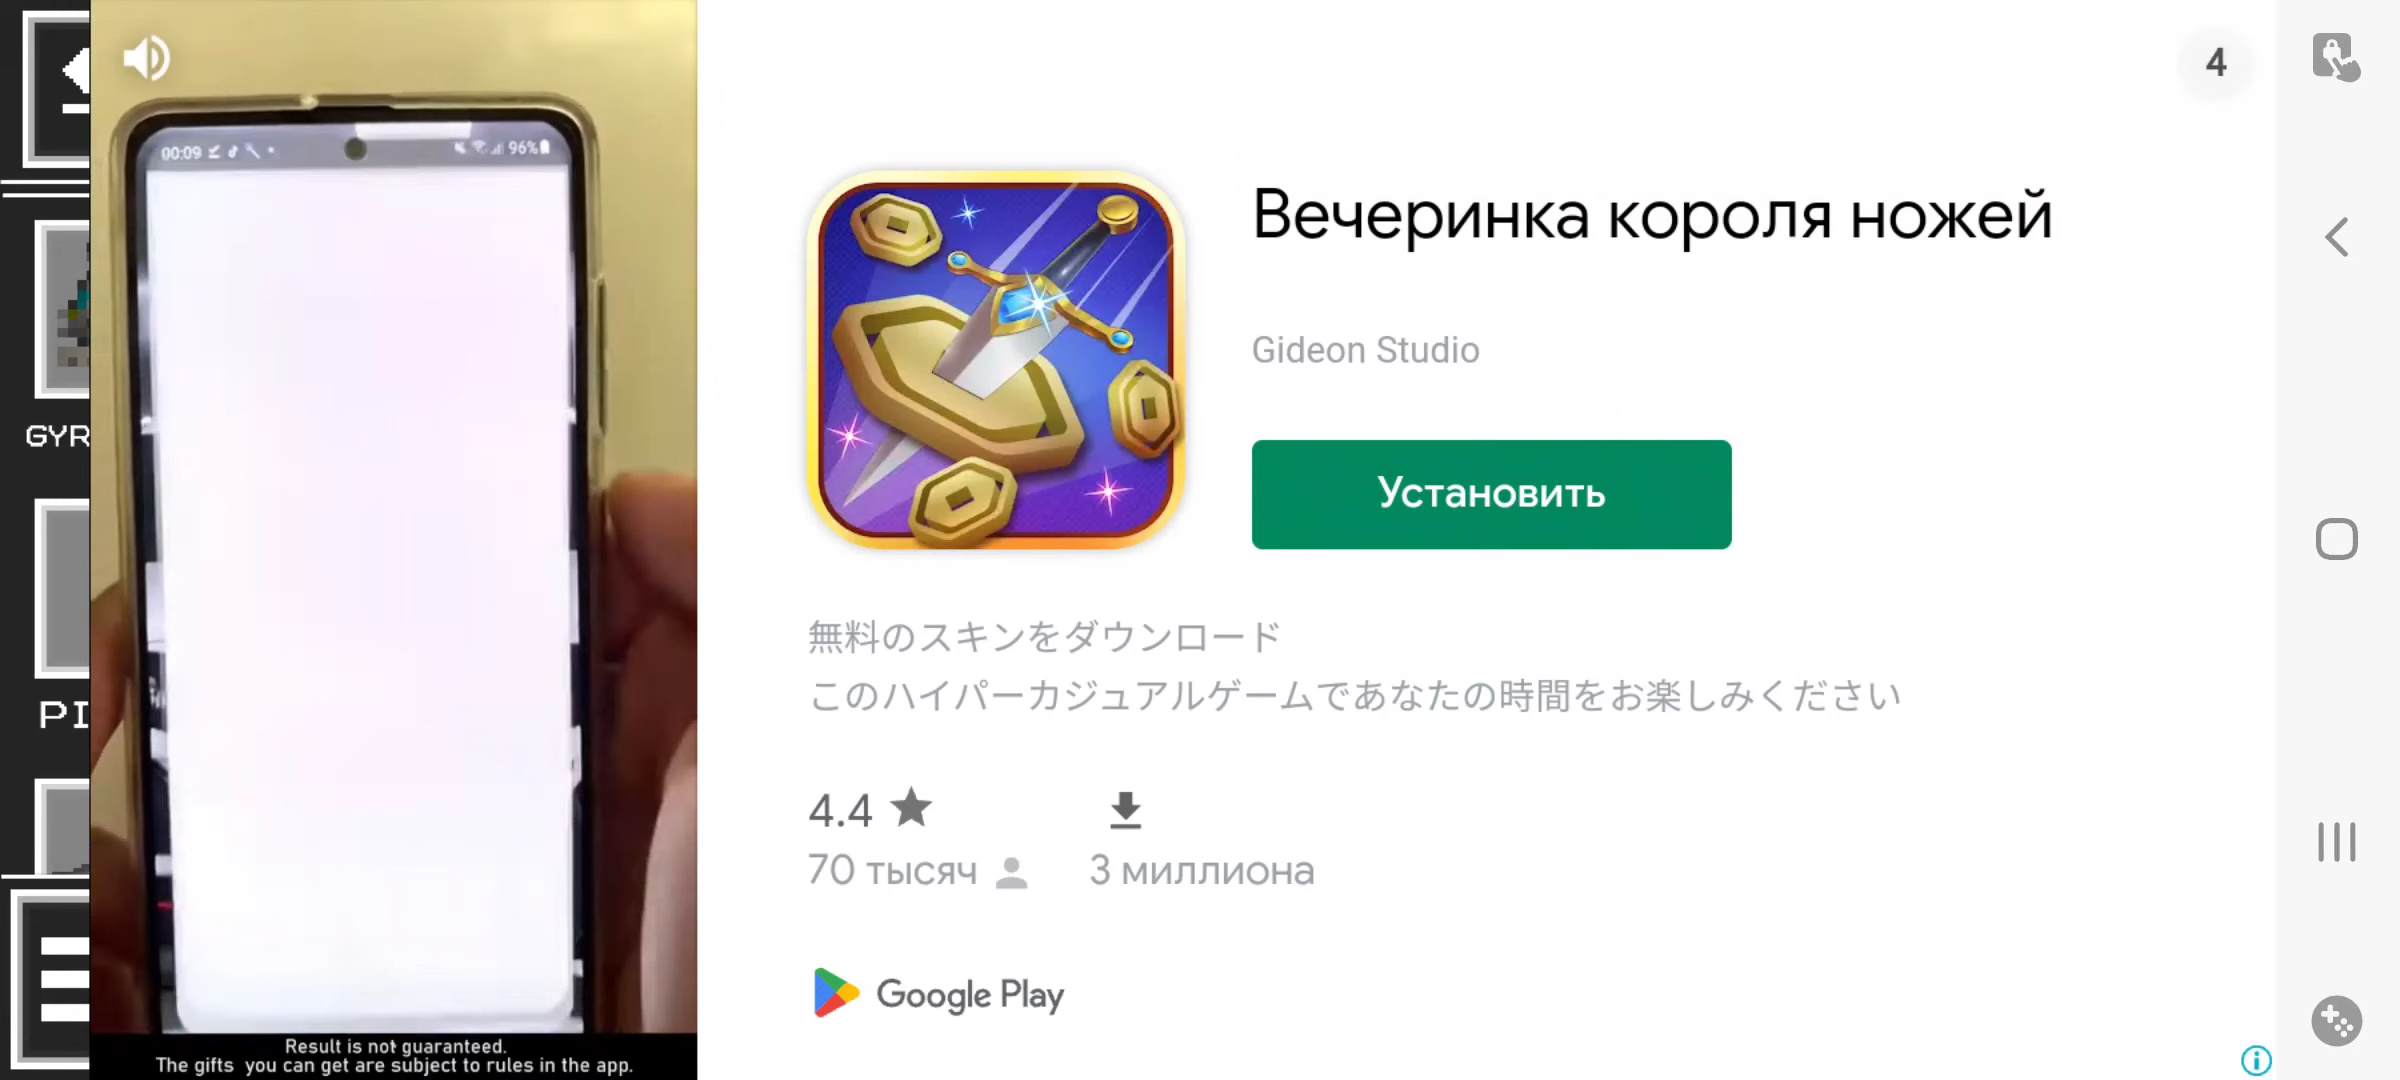 GYR
PI
00:09
96%
Result is not guaranteed.
The gifts you can get are subject to rules in the app.
4
Вечеринка короля ножей
Gideon Studio
Установить
無料のスキンをダウンロード
このハイパーカジュアルゲームであなたの時間をお楽しみください
4.4
70 тысяч
3 миллиона
Google Play